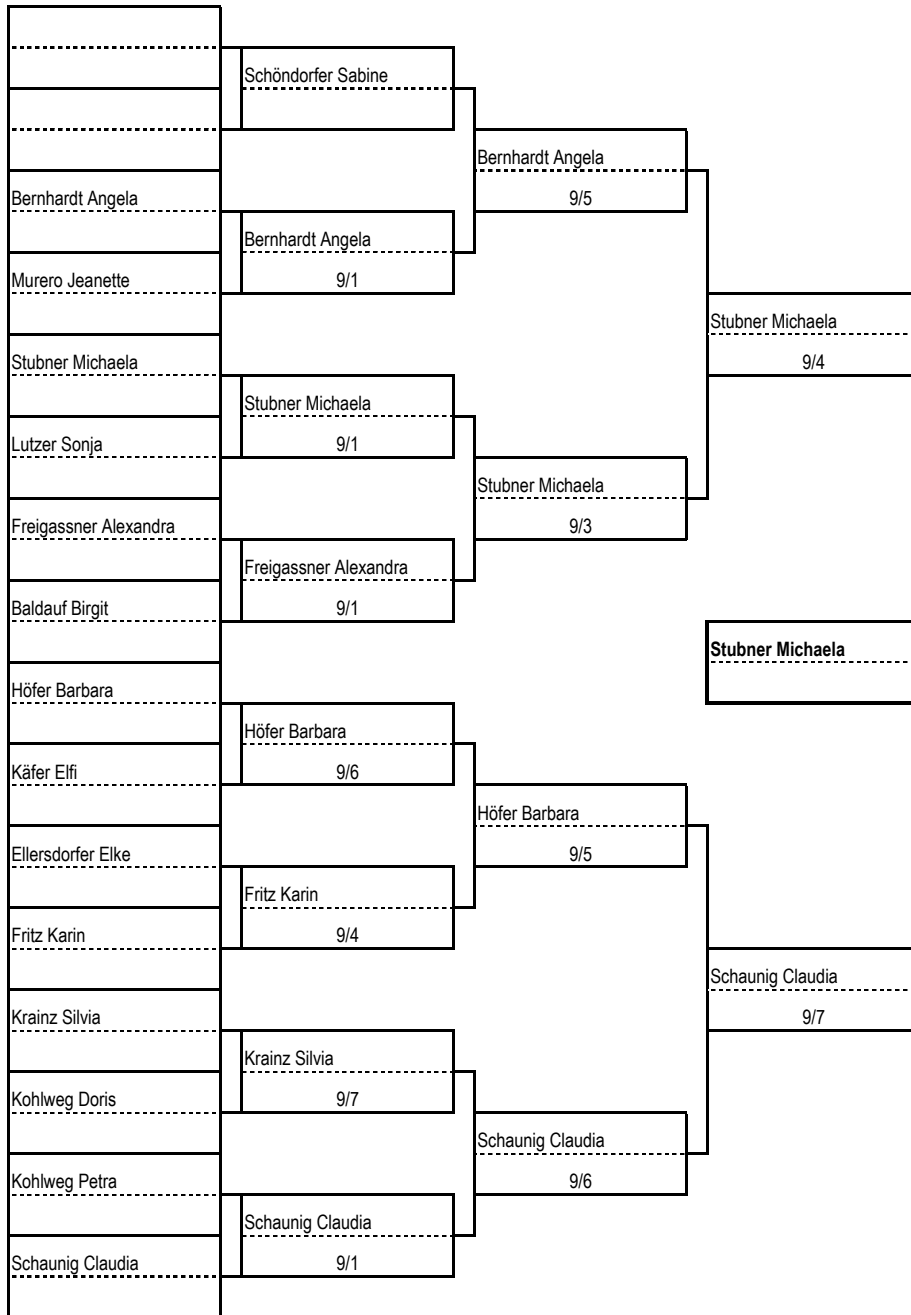 Schöndorfer Sabine
Bernhardt Angela
Bernhardt Angela
9/5
Bernhardt Angela
Murero Jeanette
9/1
Stubner Michaela
Stubner Michaela
9/4
Stubner Michaela
Lutzer Sonja
9/1
Stubner Michaela
Freigassner Alexandra
9/3
Freigassner Alexandra
Baldauf Birgit
9/1
Stubner Michaela
Höfer Barbara
Höfer Barbara
Käfer Elfi
9/6
Höfer Barbara
Ellersdorfer Elke
9/5
Fritz Karin
Fritz Karin
9/4
Schaunig Claudia
Krainz Silvia
9/7
Krainz Silvia
Kohlweg Doris
9/7
Schaunig Claudia
Kohlweg Petra
9/6
Schaunig Claudia
Schaunig Claudia
9/1